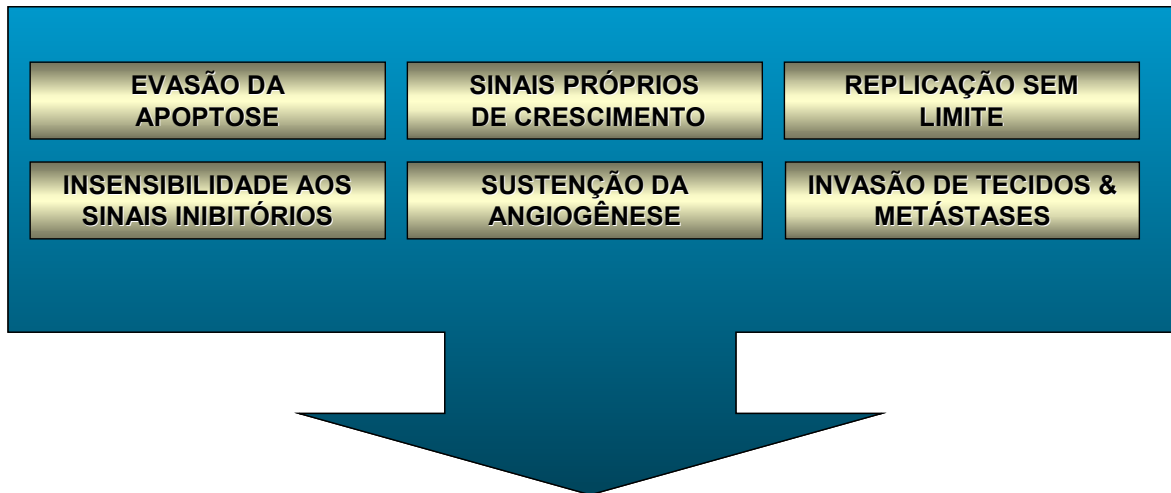 EVASÃO DA
APOPTOSE
SINAIS PRÓPRIOS
DE CRESCIMENTO
REPLICAÇÃO SEM
LIMITE
INSENSIBILIDADE AOS
SINAIS INIBITÓRIOS
SUSTENÇÃO DA
ANGIOGÊNESE
INVASÃO DE TECIDOS &
METÁSTASES